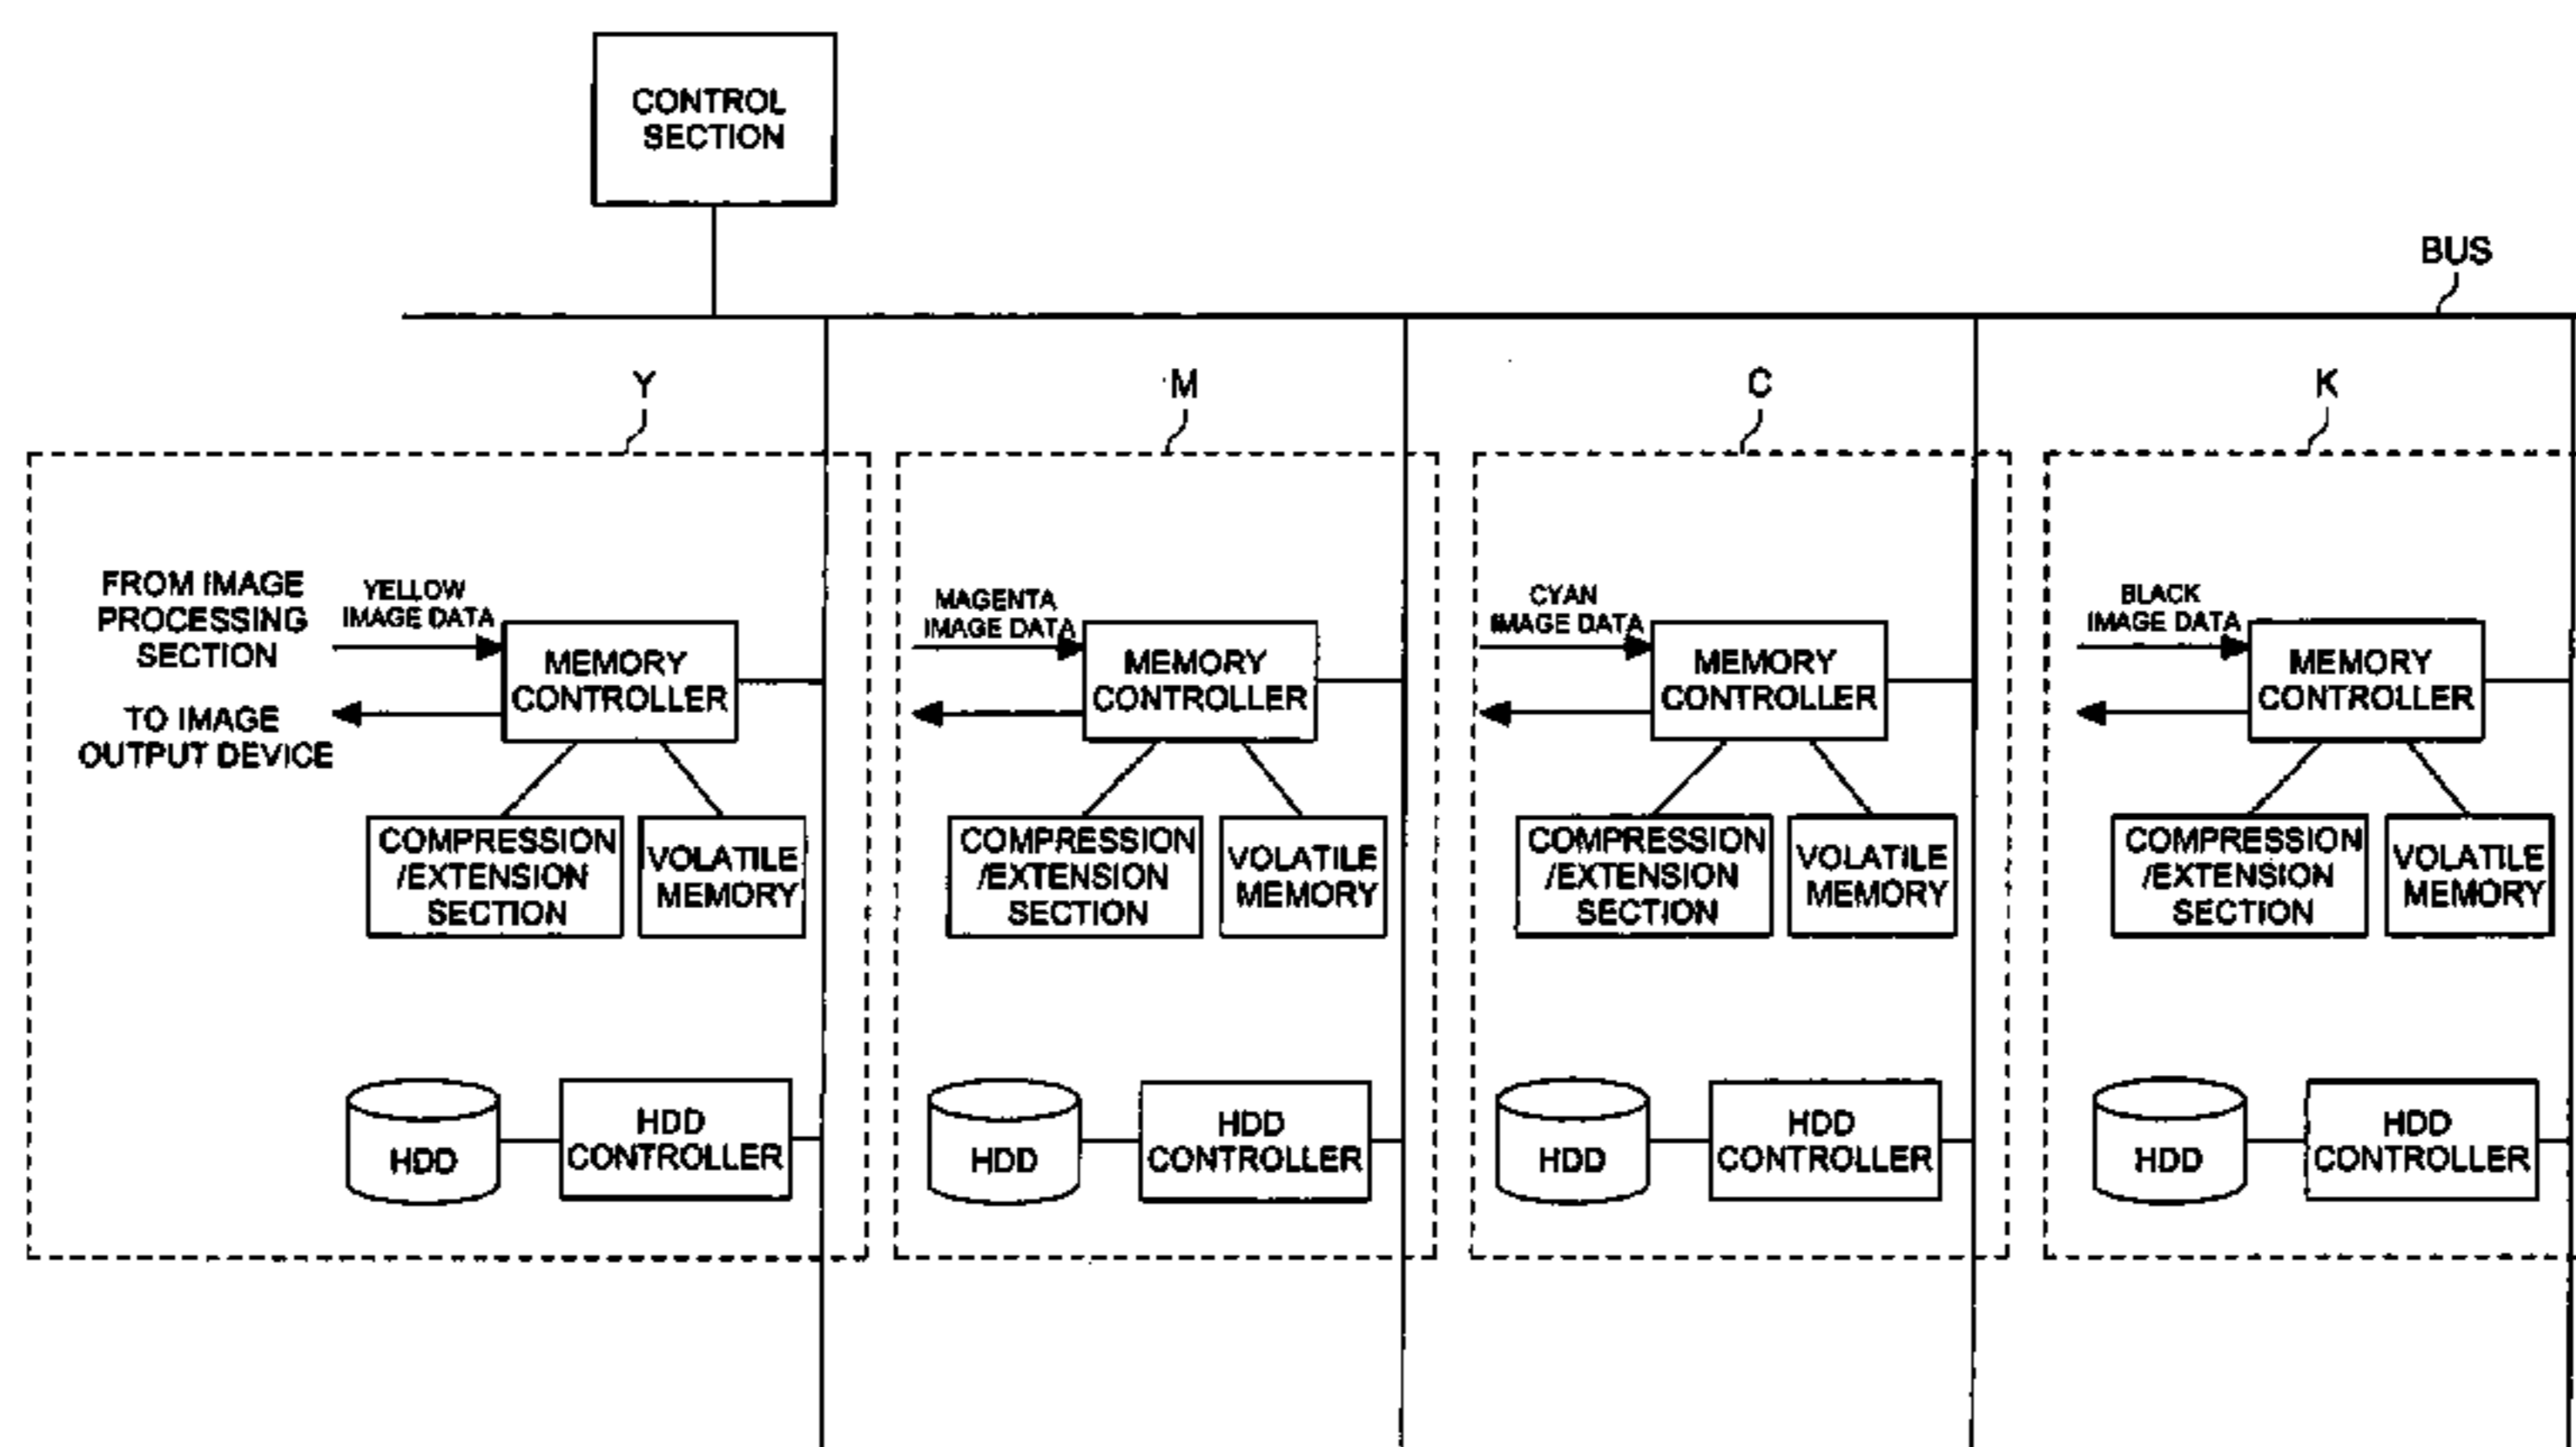 CONTROL
SECTION
BUS
Y
M
C
K
FROM IMAGE
PROCESSING
SECTION
YELLOW
IMAGE DATA
TO IMAGE
OUTPUT DEVICE
MEMORY
CONTROLLER
COMPRESSION
/EXTENSION
SECTION
VOLATILE
MEMORY
HDD
HDD
CONTROLLER
MAGENTA
IMAGE DATA
MEMORY
CONTROLLER
COMPRESSION
/EXTENSION
SECTION
VOLATILE
MEMORY
HDD
HDD
CONTROLLER
CYAN
IMAGE DATA
MEMORY
CONTROLLER
COMPRESSION
/EXTENSION
SECTION
VOLATILE
MEMORY
HDD
HDD
CONTROLLER
BLACK
IMAGE DATA
MEMORY
CONTROLLER
COMPRESSION
/EXTENSION
SECTION
VOLATILE
MEMORY
HDD
HDD
CONTROLLER